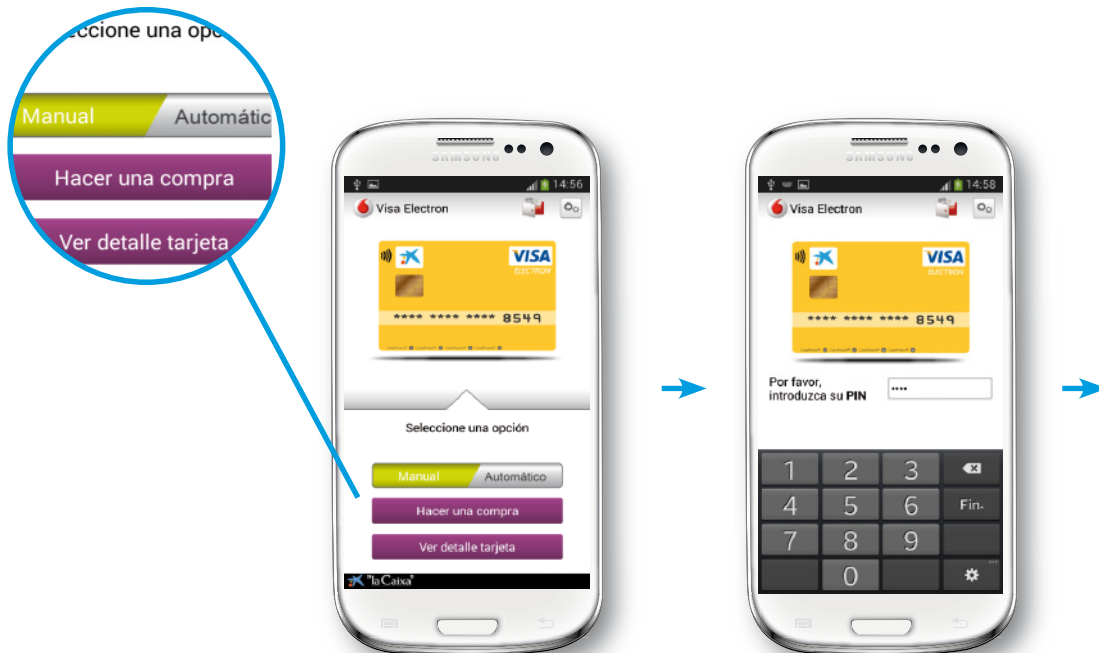 ccione una opc
Manual
Automátic
Hacer una compra
Ver detalle tarjeta
SAMSUNG
14:56
Visa Electron
VISA
ELECTRON
**** **** **** 8549
Seleccione una opción
Manual
Automático
Hacer una compra
Ver detalle tarjeta
"la Caixa"
SAMSUNG
14:58
Visa Electron
VISA
ELECTRON
**** **** **** 8549
Por favor,
introduzca su PIN
••••
1 2 3
4 5 6 Fin.
7 8 9
0